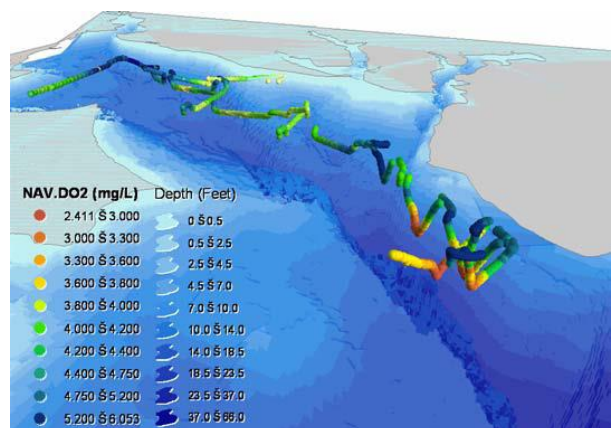 NAV.DO2 (mg/L) Depth (Feet)
2.411 Š 3.000 0 Š 0.5
3.000 Š 3.300 0.5 Š 2.5
3.300 Š 3.600 2.5 Š 4.5
3.600 Š 3.800 4.5 Š 7.0
3.800 Š 4.000 7.0 Š 10.0
4.000 Š 4.200 10.0 Š 14.0
4.200 Š 4.400 14.0 Š 18.5
4.400 Š 4.750 18.5 Š 23.5
4.750 Š 5.200 23.5 Š 37.0
5.200 Š 6.053 37.0 Š 66.0